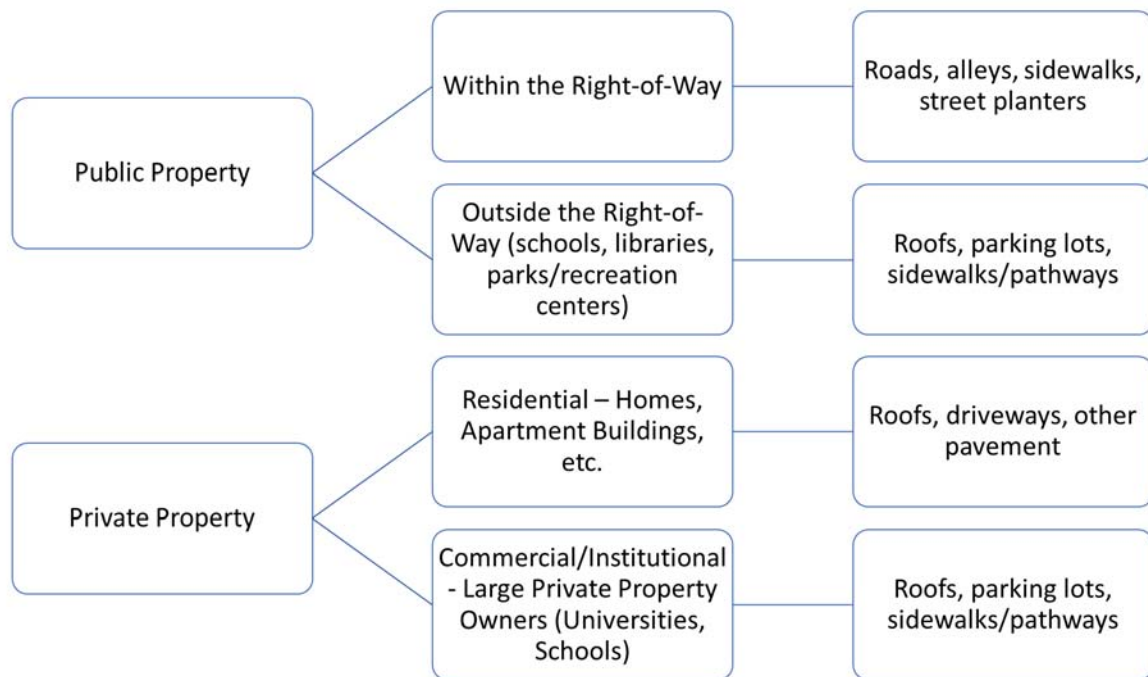 Public Property
Within the Right-of-Way
Roads, alleys, sidewalks,
street planters
Outside the Right-of-
Way (schools, libraries,
parks/recreation
centers)
Roofs, parking lots,
sidewalks/pathways
Private Property
Residential – Homes,
Apartment Buildings,
etc.
Roofs, driveways, other
pavement
Commercial/Institutional
- Large Private Property
Owners (Universities,
Schools)
Roofs, parking lots,
sidewalks/pathways